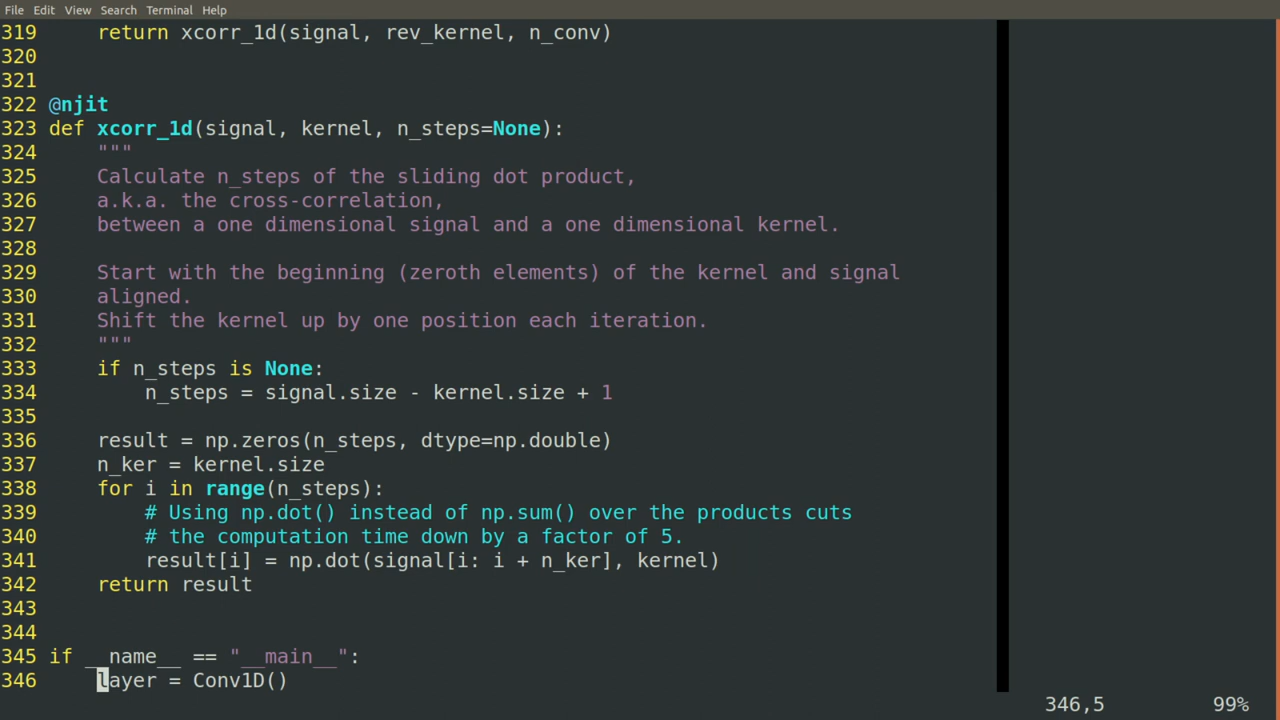 File Edit View Search Terminal Help
319     return xcorr_1d(signal, rev_kernel, n_conv)
320
321
322 @njit
323 def xcorr_1d(signal, kernel, n_steps=None):
324     """
325     Calculate n_steps of the sliding dot product,
326     a.k.a. the cross-correlation,
327     between a one dimensional signal and a one dimensional kernel.
328
329     Start with the beginning (zeroth elements) of the kernel and signal
330     aligned.
331     Shift the kernel up by one position each iteration.
332     """
333     if n_steps is None:
334         n_steps = signal.size - kernel.size + 1
335
336     result = np.zeros(n_steps, dtype=np.double)
337     n_ker = kernel.size
338     for i in range(n_steps):
339         # Using np.dot() instead of np.sum() over the products cuts
340         # the computation time down by a factor of 5.
341         result[i] = np.dot(signal[i: i + n_ker], kernel)
342     return result
343
344
345 if __name__ == "__main__":
346     layer = Conv1D()
346,5 99%